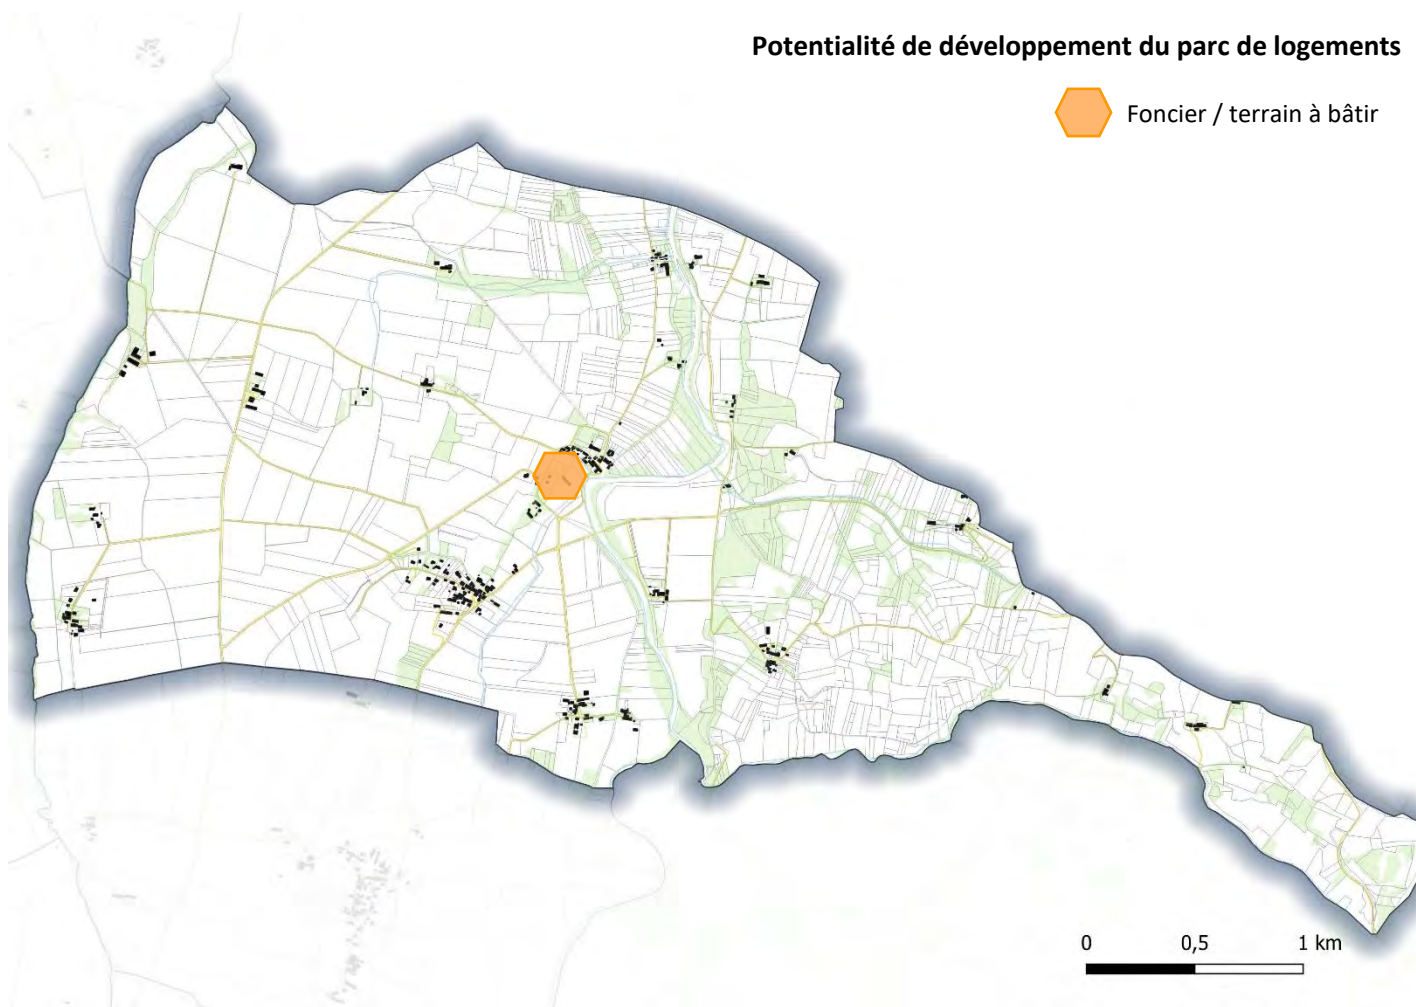 Potentialité de développement du parc de logements
Foncier / terrain à bâtir
0 0,5 1 km